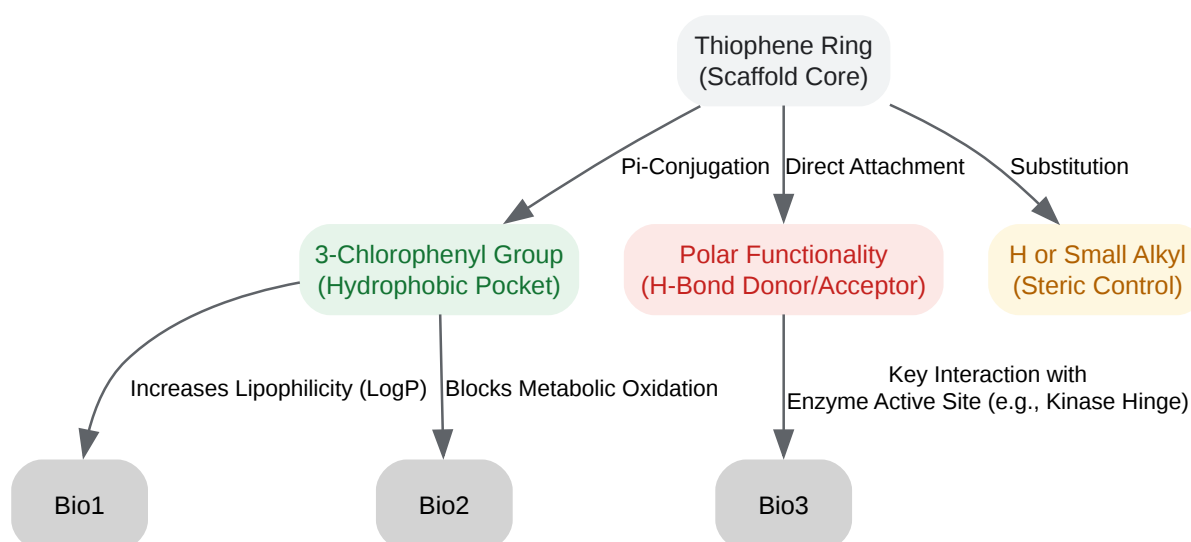 Thiophene Ring
(Scaffold Core)
Pi-Conjugation
Direct Attachment
Substitution
3-Chlorophenyl Group
(Hydrophobic Pocket)
Polar Functionality
(H-Bond Donor/Acceptor)
H or Small Alkyl
(Steric Control)
Increases Lipophilicity (LogP)
Blocks Metabolic Oxidation
Key Interaction with
Enzyme Active Site (e.g., Kinase Hinge)
Bio1
Bio2
Bio3